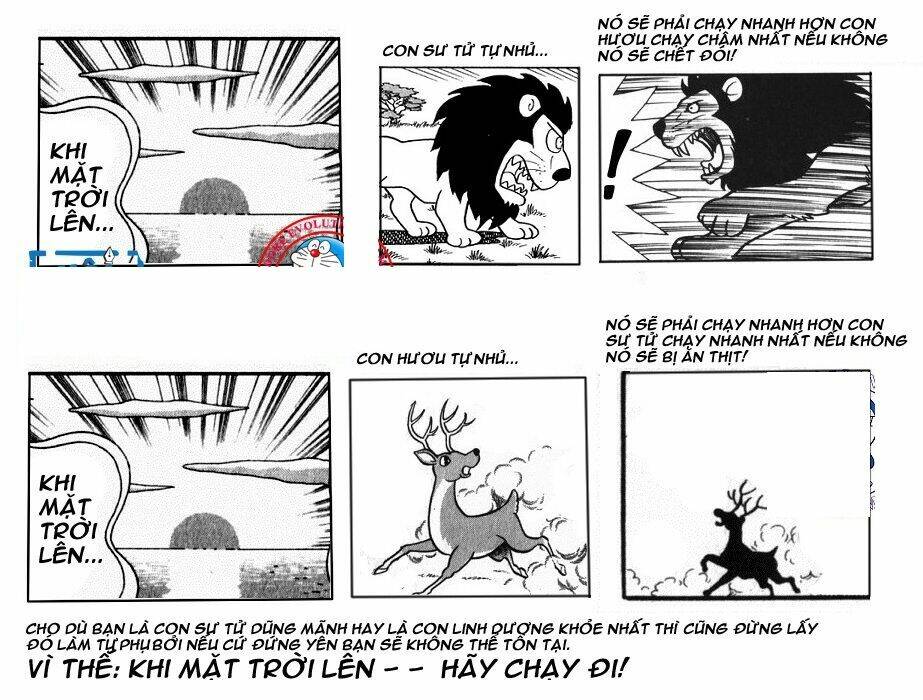 KHI
MẶT
TRỜI
LÊN...
CON SƯ TỬ TỰ NHỦ...
NÓ SẼ PHẢI CHẠY NHANH HƠN CON
HƯƠU CHẠY CHẬM NHẤT NẾU KHÔNG
NÓ SẼ CHẾT ĐÓI!
!
KHI
MẶT
TRỜI
LÊN...
CON HƯƠU TỰ NHỦ...
NÓ SẼ PHẢI CHẠY NHANH HƠN CON
SƯ TỬ CHẠY NHANH NHẤT NẾU KHÔNG
NÓ SẼ BỊ ĂN THỊT!
CHO DÙ BẠN LÀ CON SƯ TỬ DŨNG MÃNH HAY LÀ CON LINH DƯƠNG KHỎE NHẤT THÌ CŨNG ĐỪNG LẤY
ĐÓ LÀM TỰ PHỤ BỞI NẾU CỨ ĐỨNG YÊN BẠN SẼ KHÔNG THỂ TỒN TẠI.
VÌ THẾ: KHI MẶT TRỜI LÊN - - HÃY CHẠY ĐI!